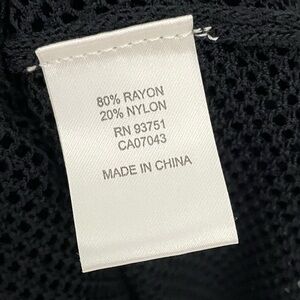 80% RAYON
20% NYLON
RN 93751
CA07043
MADE IN CHINA